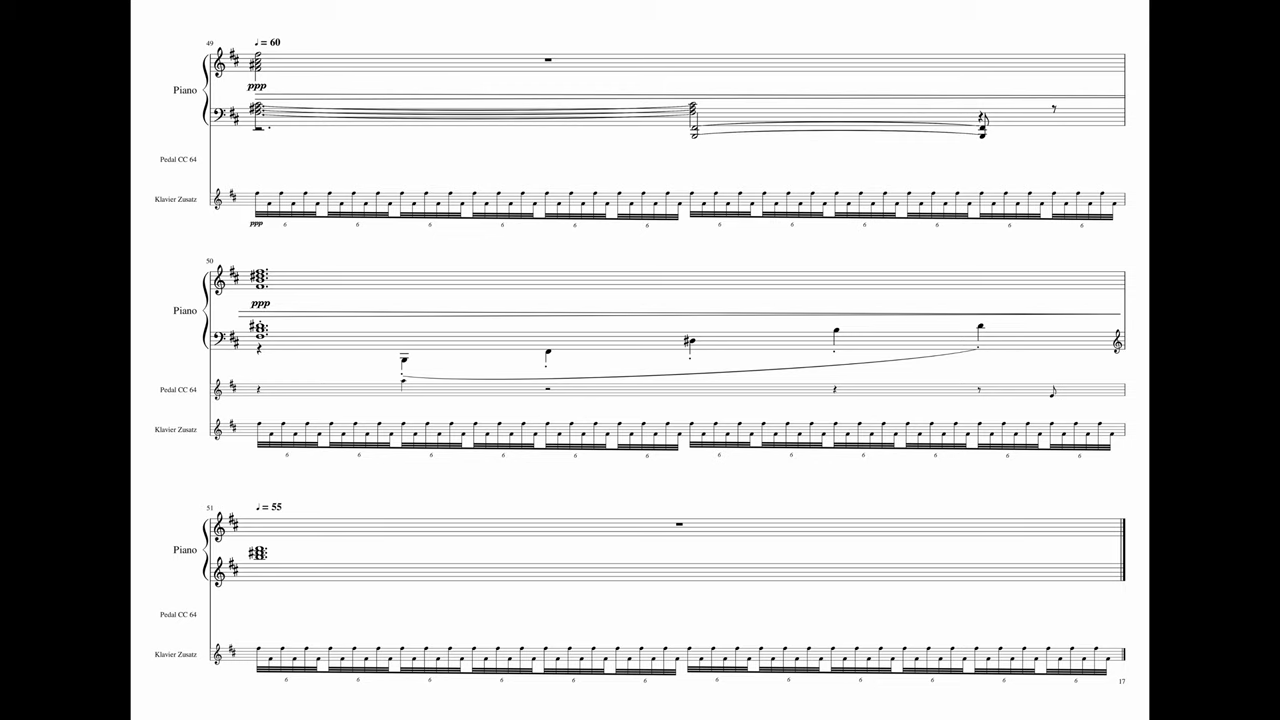 49
♩ = 60
Piano
ppp
Pedal CC 64
Klavier Zusatz
ppp 6 6 6 6 6 6 6 6 6 6 6 6
50
Piano
ppp
Pedal CC 64
Klavier Zusatz
6 6 6 6 6 6 6 6 6 6 6 6
51
♩ = 55
Piano
Pedal CC 64
Klavier Zusatz
6 6 6 6 6 6 6 6 6 6 6 6
17